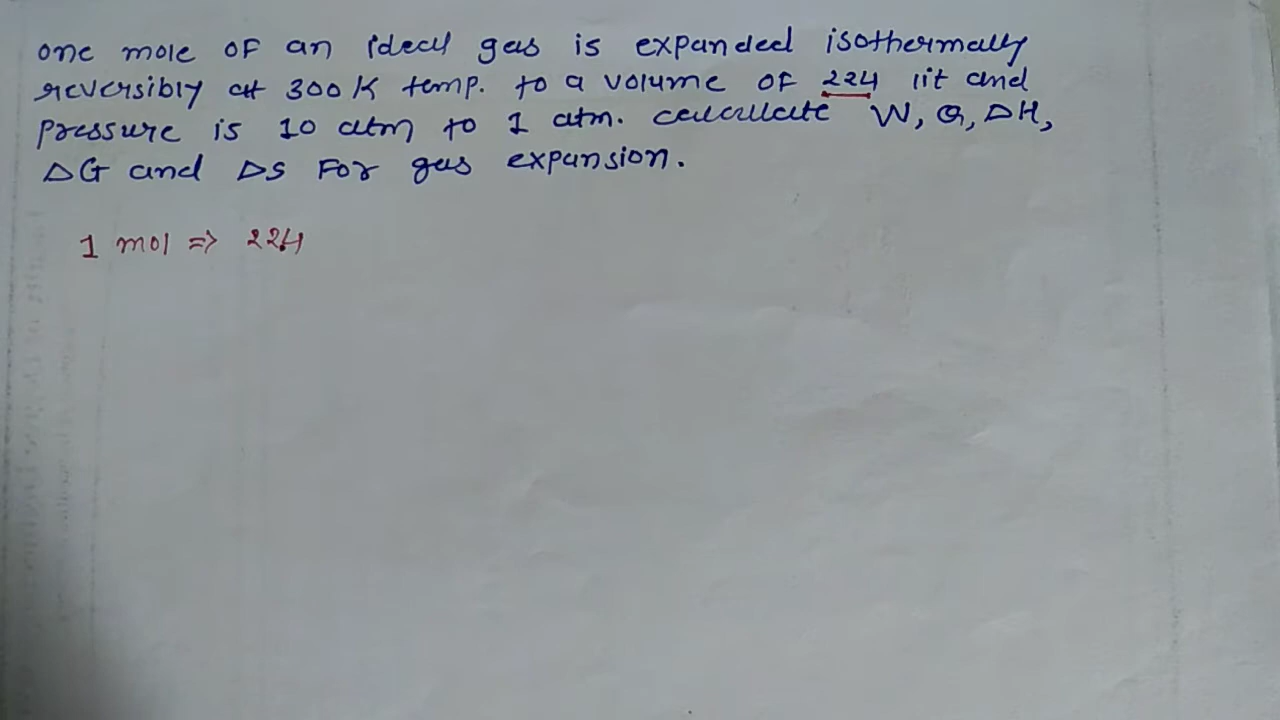 one mole of an ideal gas is expanded isothermally
reversibly at 300 K temp. to a volume of 224 lit and
pressure is 10 atm to 1 atm. calculate W, Q, ΔH,
ΔG and ΔS For gas expansion.
1 mol ⇒ 224